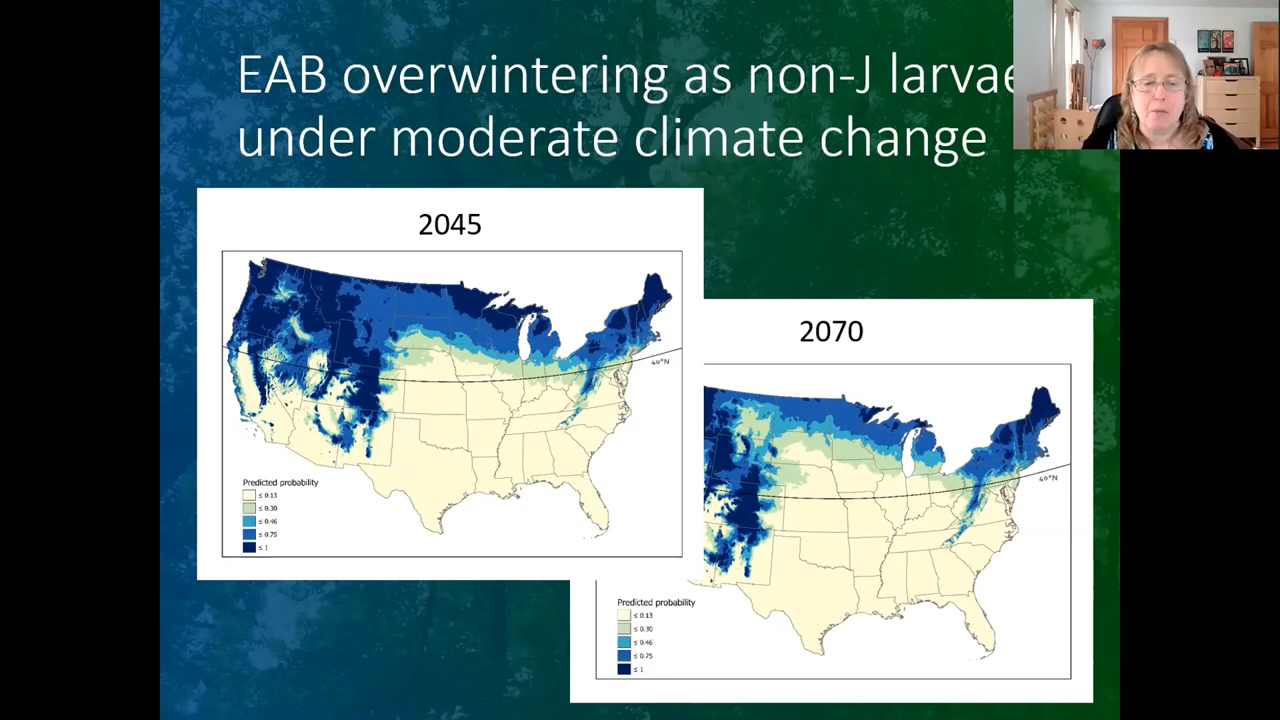 EAB overwintering as non-J larvae
under moderate climate change
2045
40°N
Predicted probability
≤ 0.13
≤ 0.30
≤ 0.46
≤ 0.75
≤ 1
2070
40°N
Predicted probability
≤ 0.13
≤ 0.30
≤ 0.46
≤ 0.75
≤ 1